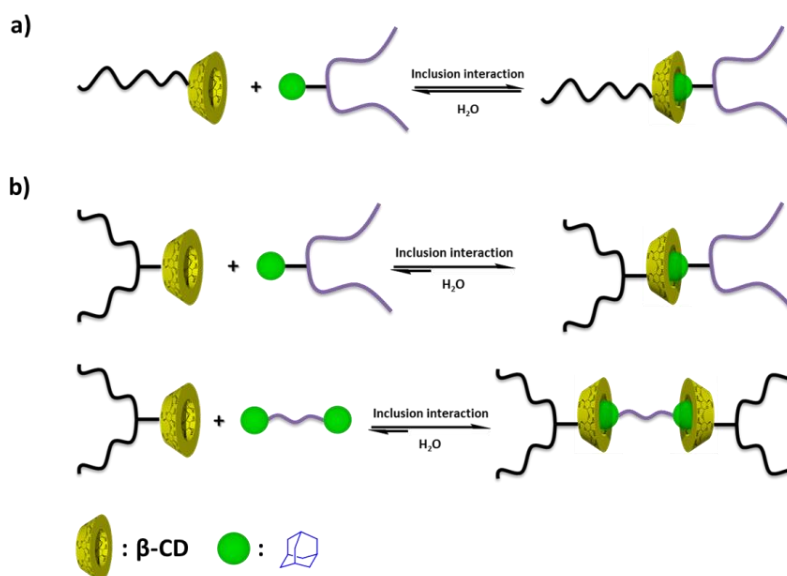 a)
+
Inclusion interaction
H₂O
b)
+
Inclusion interaction
H₂O
+
Inclusion interaction
H₂O
: β-CD
: